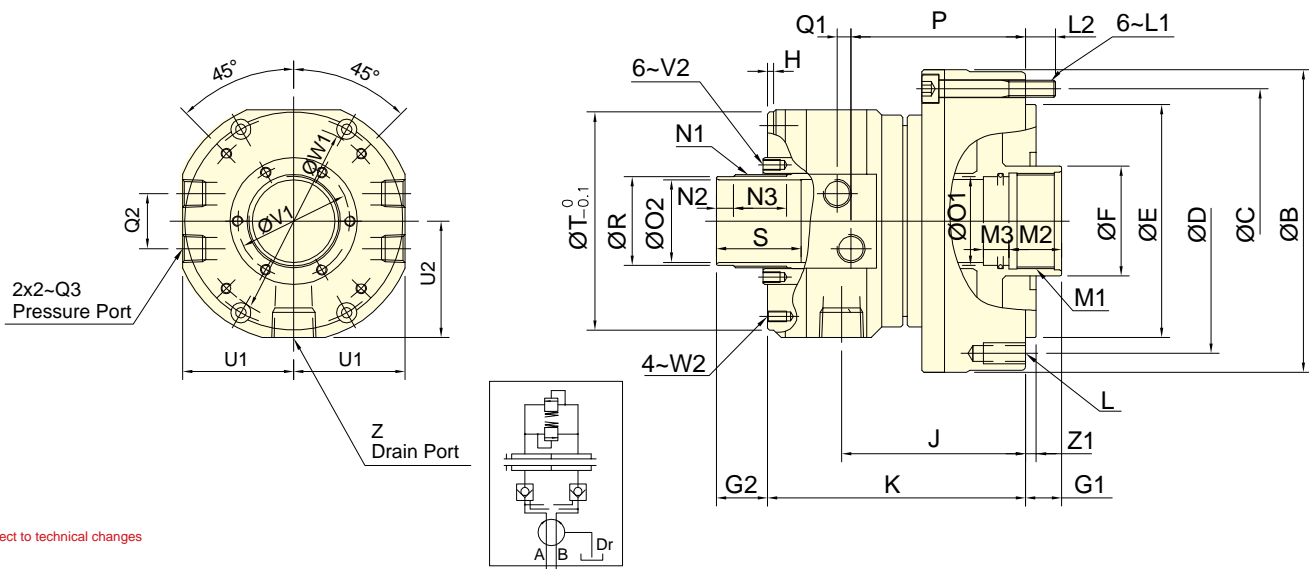 45°
45°
ØW1
ØV1
Q2
U2
2x2~Q3
Pressure Port
U1
U1
Z
Drain Port
A
B
Dr
Q1
P
L2
6~L1
H
6~V2
N1
N2
N3
S
ØT 0 -0.1
ØR
ØO2
ØO1
M3
M2
M1
ØF
ØE
ØD
ØC
ØB
4~W2
L
J
Z1
G2
K
G1
ect to technical changes